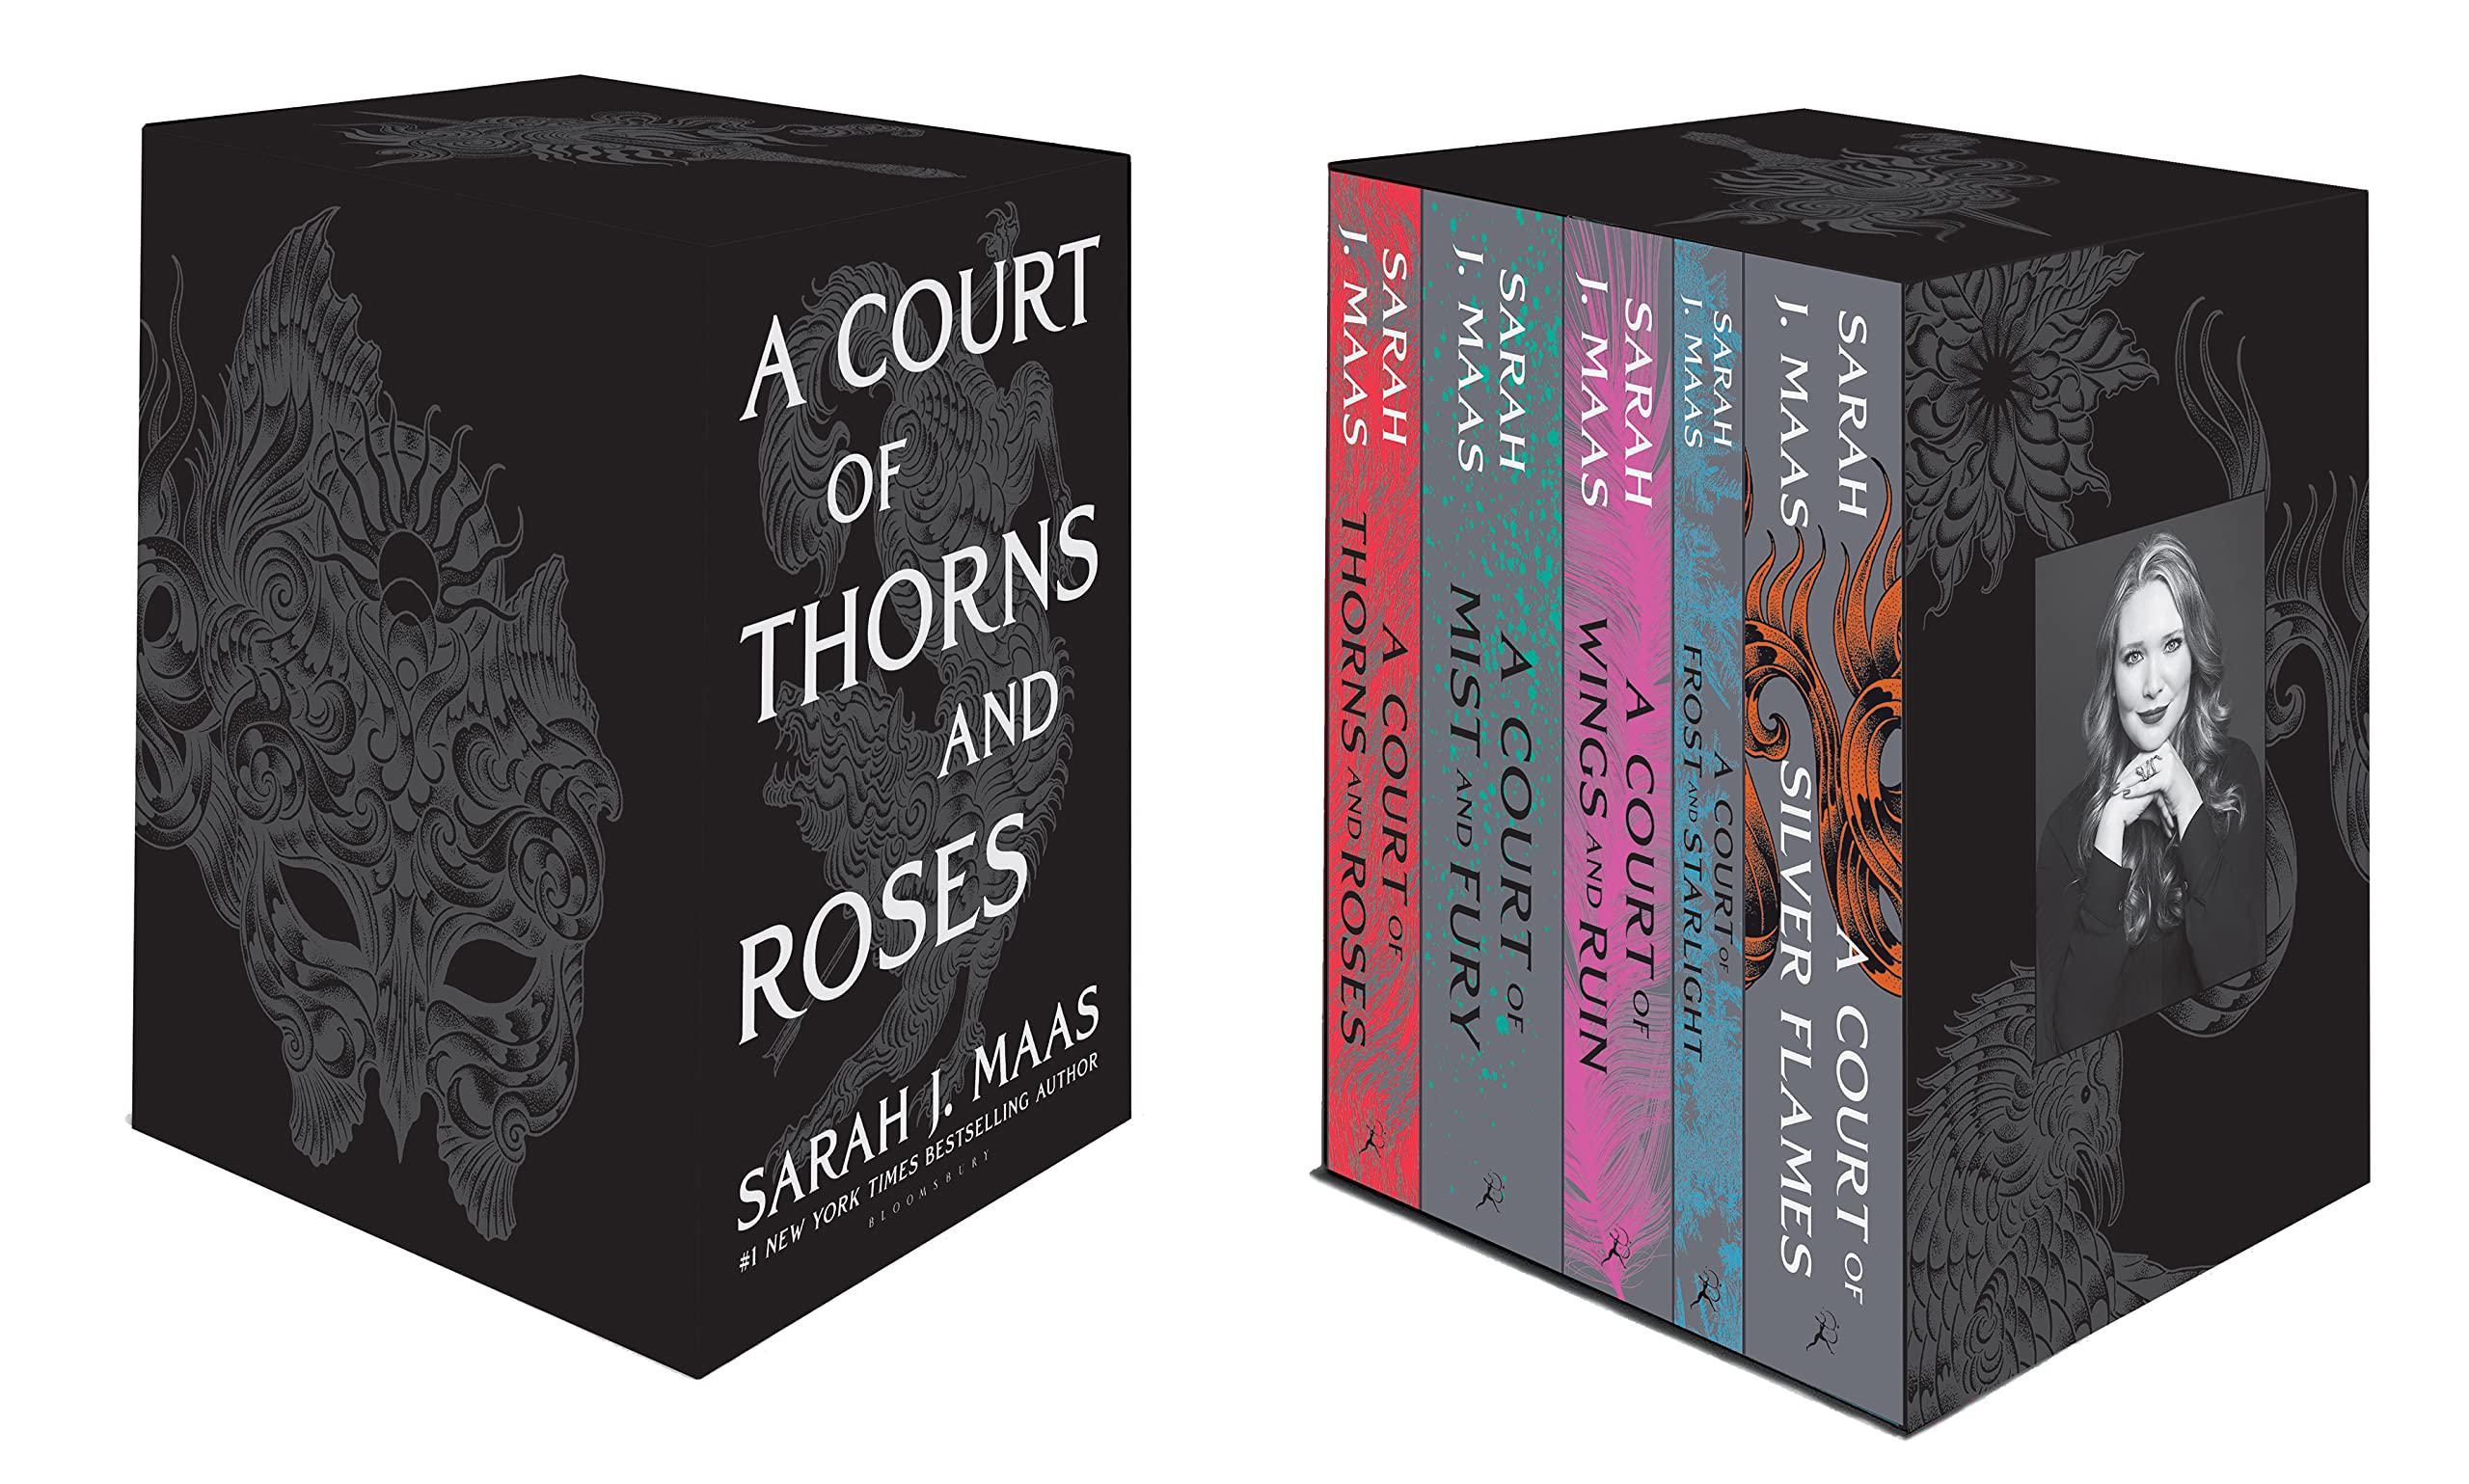 A COURT
OF
THORNS
AND
ROSES
SARAH J. MAAS
#1 NEW YORK TIMES BESTSELLING AUTHOR
BLOOMSBURY
SARAH
J. MAAS
A COURT OF
THORNS AND ROSES
SARAH
J. MAAS
A COURT OF
MIST AND FURY
SARAH
J. MAAS
A COURT OF
WINGS AND RUIN
SARAH
J. MAAS
A COURT OF
FROST AND STARLIGHT
SARAH
J. MAAS
A COURT OF
SILVER FLAMES